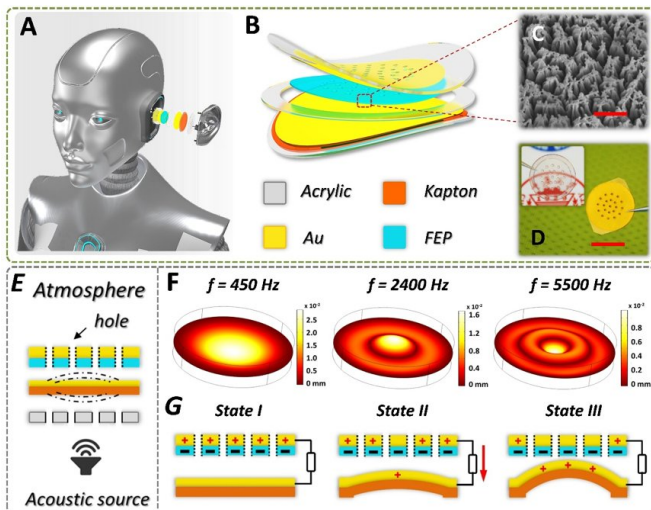 A
B
C
D
Acrylic
Kapton
Au
FEP
E
Atmosphere
hole
Acoustic source
F
f = 450 Hz
f = 2400 Hz
f = 5500 Hz
x 10⁻²
2.5
2.0
1.5
1.0
0.5
0 mm
x 10⁻²
1.6
1.2
0.8
0.4
0 mm
x 10⁻²
1.2
1
0.8
0.6
0.4
0.2
0 mm
G
State I
State II
State III
+ + + + +
- - - - -
+ + + + +
- - - - -
+
+ + + + +
- - - - -
+ + +